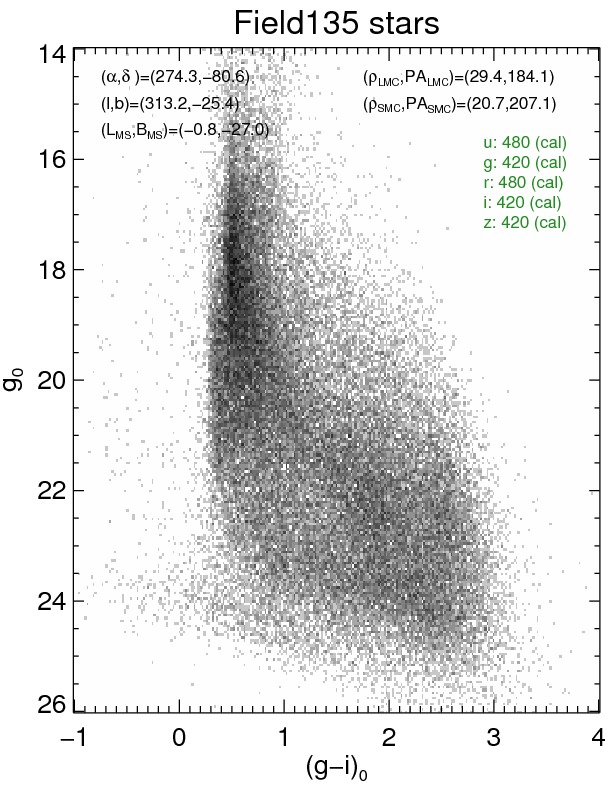 Field135 stars
(α,δ )=(274.3,−80.6)
(l,b)=(313.2,−25.4)
(LMS,BMS)=(−0.8,−27.0)
(ρLMC,PALMC)=(29.4,184.1)
(ρSMC,PASMC)=(20.7,207.1)
u: 480 (cal)
g: 420 (cal)
r: 480 (cal)
i: 420 (cal)
z: 420 (cal)
14
16
18
20
22
24
26
g0
−1 0 1 2 3 4
(g−i)0